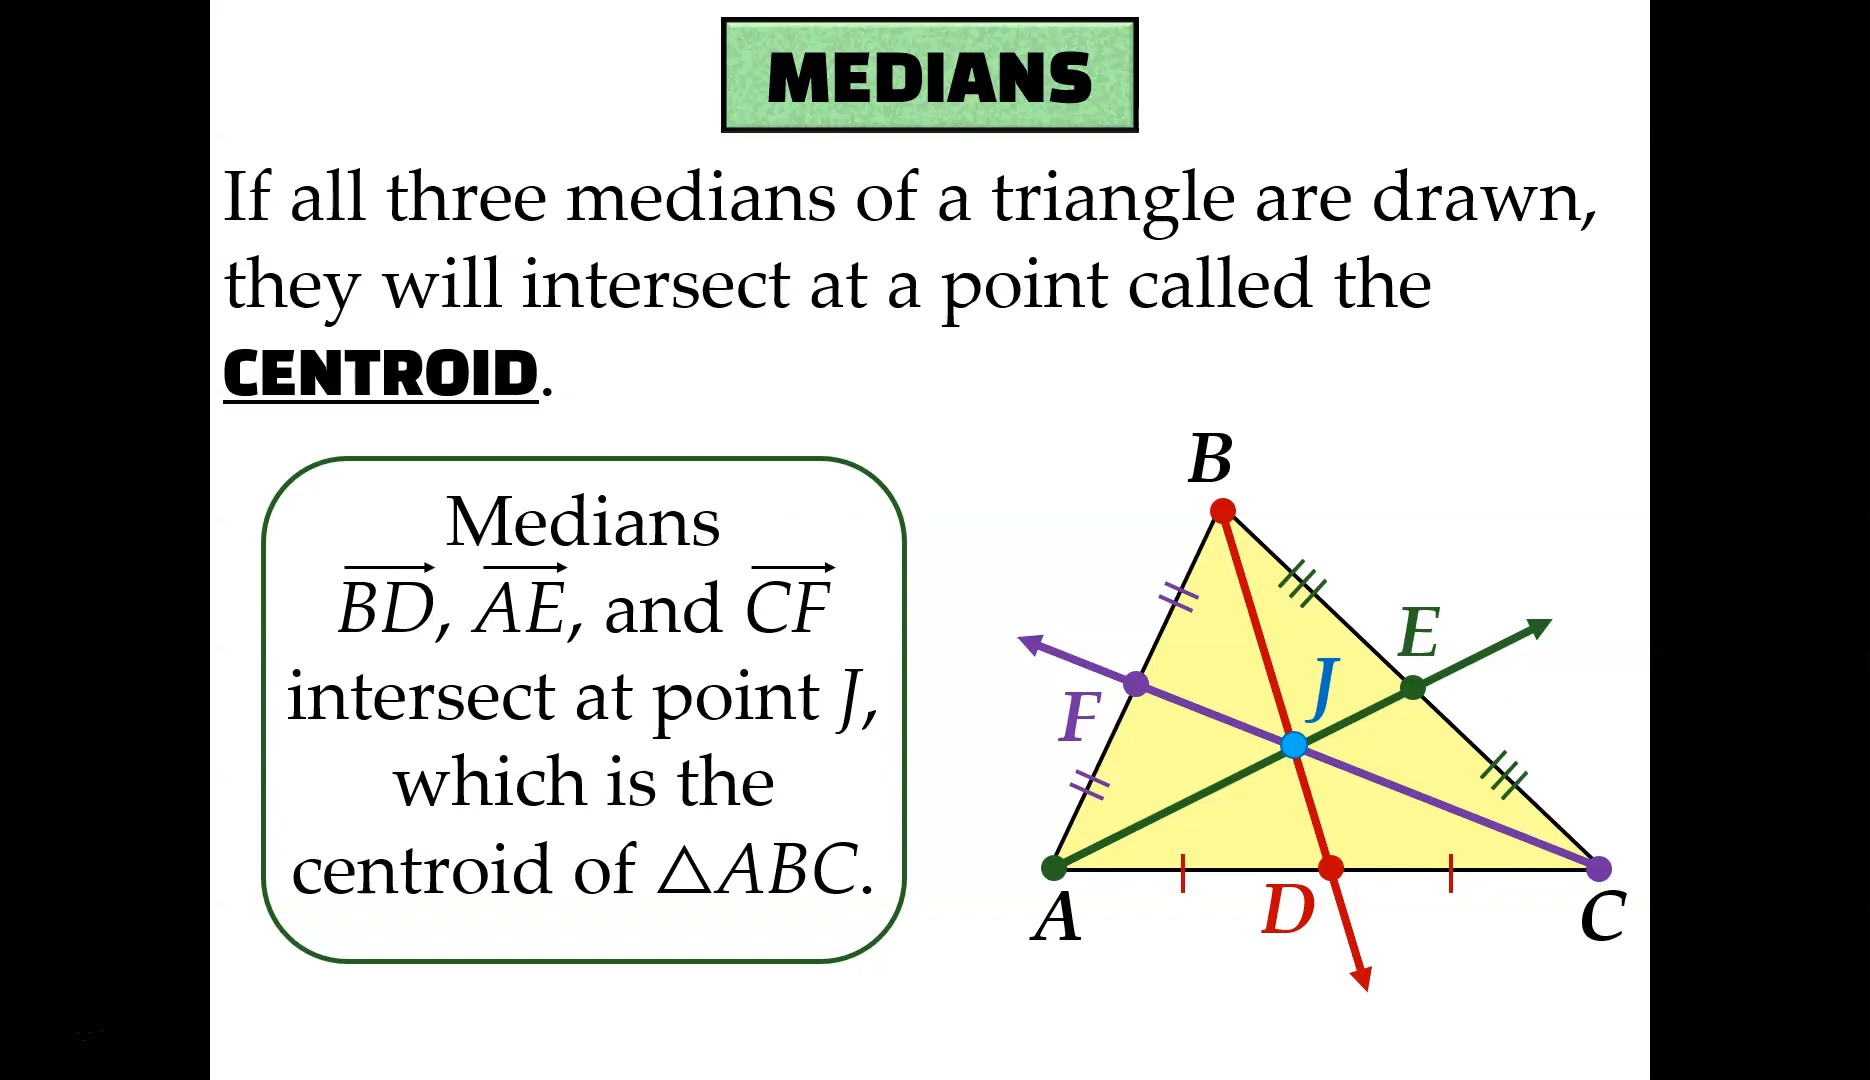 MEDIANS
If all three medians of a triangle are drawn,
they will intersect at a point called the
CENTROID.
Medians
BD, AE, and CF
intersect at point J,
which is the
centroid of △ABC.
B
E
J
F
A
D
C